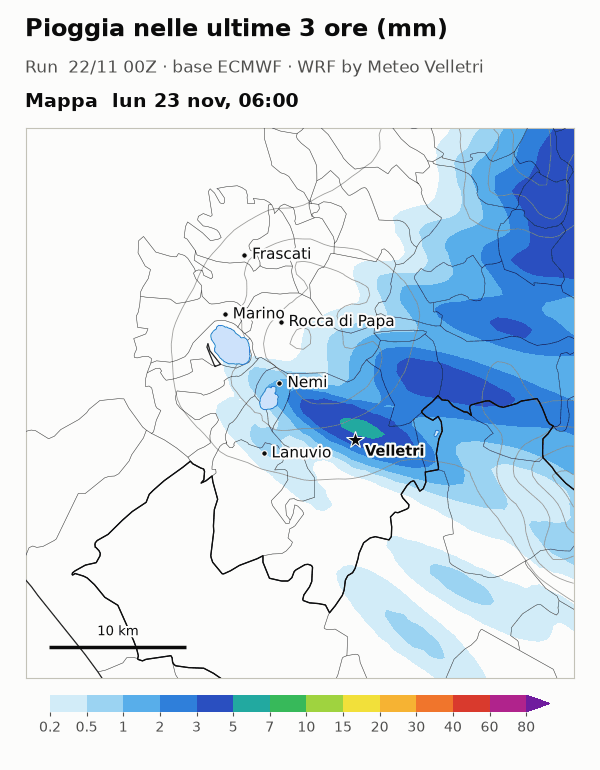 Pioggia nelle ultime 3 ore (mm)
Run 22/11 00Z · base ECMWF · WRF by Meteo Velletri
Mappa lun 23 nov, 06:00
Frascati
Marino
Rocca di Papa
Nemi
Velletri
Lanuvio
10 km
0.2 0.5 1 2 3 5 7 10 15 20 30 40 60 80